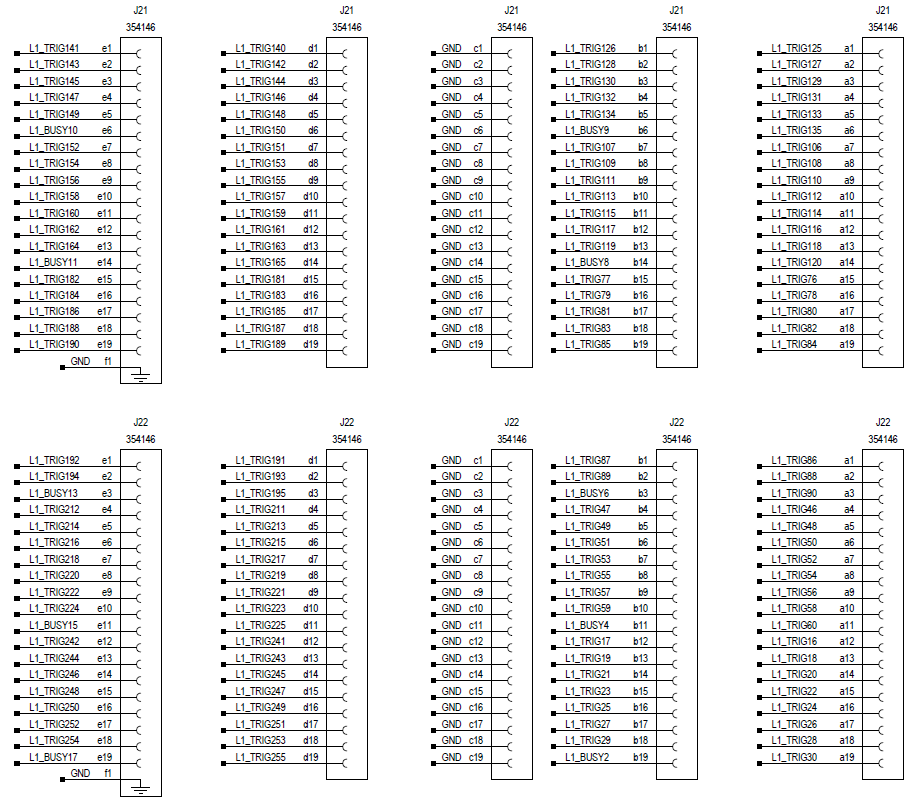 J21 J21 J21 J21 J21
354146 354146 354146 354146 354146
L1_TRIG141 e1 L1_TRIG140 d1 GND c1 L1_TRIG126 b1 L1_TRIG125 a1
L1_TRIG143 e2 L1_TRIG142 d2 GND c2 L1_TRIG128 b2 L1_TRIG127 a2
L1_TRIG145 e3 L1_TRIG144 d3 GND c3 L1_TRIG130 b3 L1_TRIG129 a3
L1_TRIG147 e4 L1_TRIG146 d4 GND c4 L1_TRIG132 b4 L1_TRIG131 a4
L1_TRIG149 e5 L1_TRIG148 d5 GND c5 L1_TRIG134 b5 L1_TRIG133 a5
L1_BUSY10 e6 L1_TRIG150 d6 GND c6 L1_BUSY9 b6 L1_TRIG135 a6
L1_TRIG152 e7 L1_TRIG151 d7 GND c7 L1_TRIG107 b7 L1_TRIG106 a7
L1_TRIG154 e8 L1_TRIG153 d8 GND c8 L1_TRIG109 b8 L1_TRIG108 a8
L1_TRIG156 e9 L1_TRIG155 d9 GND c9 L1_TRIG111 b9 L1_TRIG110 a9
L1_TRIG158 e10 L1_TRIG157 d10 GND c10 L1_TRIG113 b10 L1_TRIG112 a10
L1_TRIG160 e11 L1_TRIG159 d11 GND c11 L1_TRIG115 b11 L1_TRIG114 a11
L1_TRIG162 e12 L1_TRIG161 d12 GND c12 L1_TRIG117 b12 L1_TRIG116 a12
L1_TRIG164 e13 L1_TRIG163 d13 GND c13 L1_TRIG119 b13 L1_TRIG118 a13
L1_BUSY11 e14 L1_TRIG165 d14 GND c14 L1_BUSY8 b14 L1_TRIG120 a14
L1_TRIG182 e15 L1_TRIG181 d15 GND c15 L1_TRIG77 b15 L1_TRIG76 a15
L1_TRIG184 e16 L1_TRIG183 d16 GND c16 L1_TRIG79 b16 L1_TRIG78 a16
L1_TRIG186 e17 L1_TRIG185 d17 GND c17 L1_TRIG81 b17 L1_TRIG80 a17
L1_TRIG188 e18 L1_TRIG187 d18 GND c18 L1_TRIG83 b18 L1_TRIG82 a18
L1_TRIG190 e19 L1_TRIG189 d19 GND c19 L1_TRIG85 b19 L1_TRIG84 a19
GND f1
J22 J22 J22 J22 J22
354146 354146 354146 354146 354146
L1_TRIG192 e1 L1_TRIG191 d1 GND c1 L1_TRIG87 b1 L1_TRIG86 a1
L1_TRIG194 e2 L1_TRIG193 d2 GND c2 L1_TRIG89 b2 L1_TRIG88 a2
L1_BUSY13 e3 L1_TRIG195 d3 GND c3 L1_BUSY6 b3 L1_TRIG90 a3
L1_TRIG212 e4 L1_TRIG211 d4 GND c4 L1_TRIG47 b4 L1_TRIG46 a4
L1_TRIG214 e5 L1_TRIG213 d5 GND c5 L1_TRIG49 b5 L1_TRIG48 a5
L1_TRIG216 e6 L1_TRIG215 d6 GND c6 L1_TRIG51 b6 L1_TRIG50 a6
L1_TRIG218 e7 L1_TRIG217 d7 GND c7 L1_TRIG53 b7 L1_TRIG52 a7
L1_TRIG220 e8 L1_TRIG219 d8 GND c8 L1_TRIG55 b8 L1_TRIG54 a8
L1_TRIG222 e9 L1_TRIG221 d9 GND c9 L1_TRIG57 b9 L1_TRIG56 a9
L1_TRIG224 e10 L1_TRIG223 d10 GND c10 L1_TRIG59 b10 L1_TRIG58 a10
L1_BUSY15 e11 L1_TRIG225 d11 GND c11 L1_BUSY4 b11 L1_TRIG60 a11
L1_TRIG242 e12 L1_TRIG241 d12 GND c12 L1_TRIG17 b12 L1_TRIG16 a12
L1_TRIG244 e13 L1_TRIG243 d13 GND c13 L1_TRIG19 b13 L1_TRIG18 a13
L1_TRIG246 e14 L1_TRIG245 d14 GND c14 L1_TRIG21 b14 L1_TRIG20 a14
L1_TRIG248 e15 L1_TRIG247 d15 GND c15 L1_TRIG23 b15 L1_TRIG22 a15
L1_TRIG250 e16 L1_TRIG249 d16 GND c16 L1_TRIG25 b16 L1_TRIG24 a16
L1_TRIG252 e17 L1_TRIG251 d17 GND c17 L1_TRIG27 b17 L1_TRIG26 a17
L1_TRIG254 e18 L1_TRIG253 d18 GND c18 L1_TRIG29 b18 L1_TRIG28 a18
L1_BUSY17 e19 L1_TRIG255 d19 GND c19 L1_BUSY2 b19 L1_TRIG30 a19
GND f1